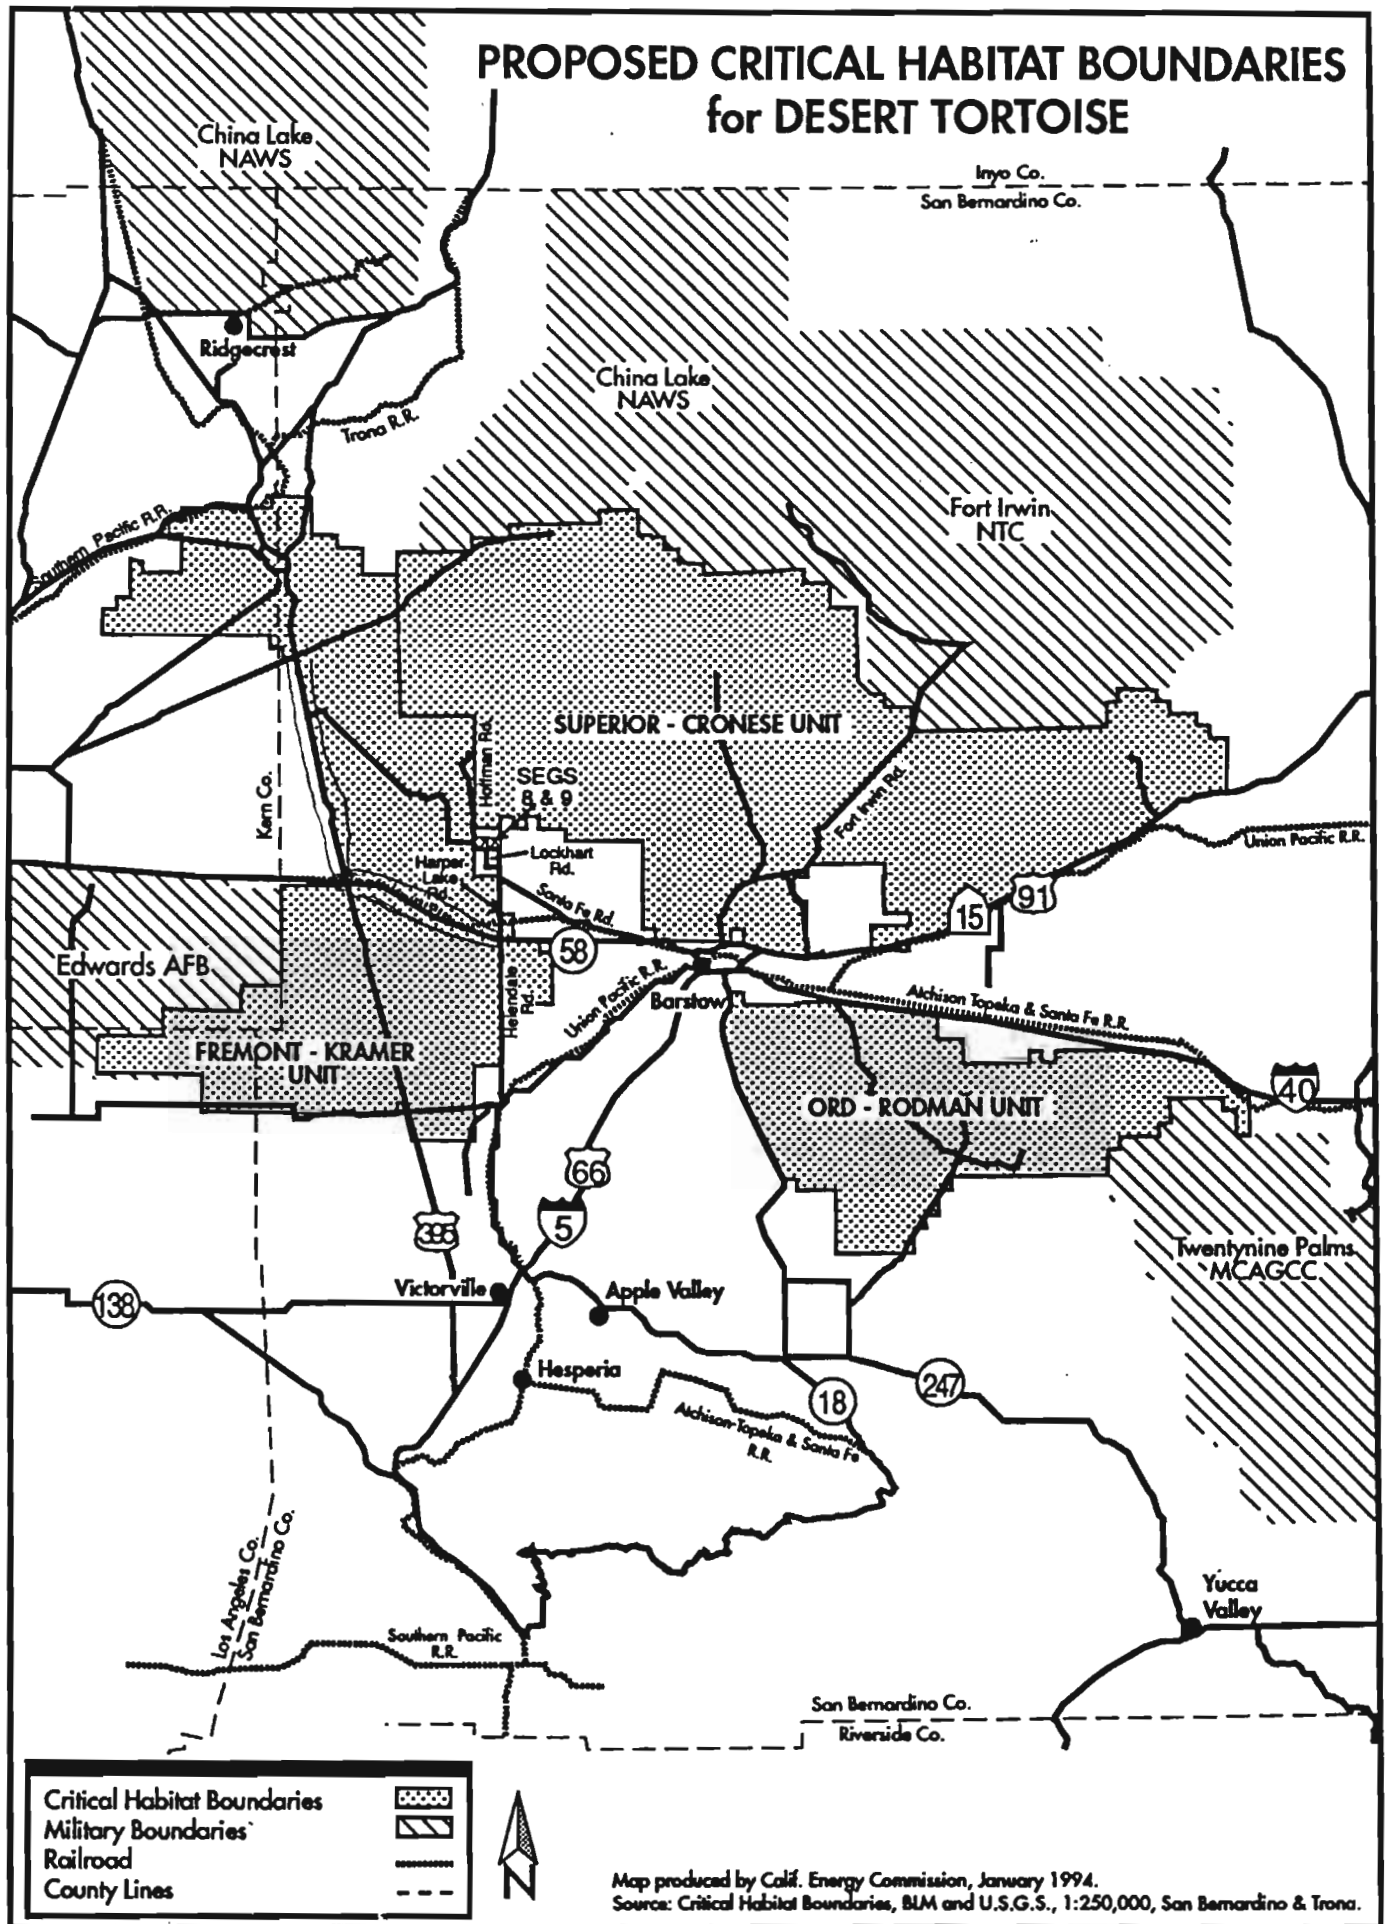 PROPOSED CRITICAL HABITAT BOUNDARIES
for DESERT TORTOISE
China Lake
NAWS
Inyo Co.
San Bernardino Co.
Ridgecrest
China Lake
NAWS
Trona R.R.
Fort Irwin
NTC
Southern Pacific R.R.
SUPERIOR - CRONESE UNIT
Hoffman Rd.
SEGS
8 & 9
Fort Irwin Rd.
Kern Co.
Union Pacific R.R.
Harper
Lake
Rd.
Lockhart
Rd.
Santa Fe Rd.
91
15
58
Edwards AFB
Helendale
Rd.
Union Pacific R.R.
Barstow
Atchison Topeka & Santa Fe R.R.
FREMONT - KRAMER
UNIT
40
ORD - RODMAN UNIT
66
395
5
Twentynine Palms
MCAGCC
Victorville
Apple Valley
138
Hesperia
247
18
Atchison-Topeka & Santa Fe
R.R.
Los Angeles Co.
San Bernardino Co.
Yucca
Valley
Southern Pacific
R.R.
San Bernardino Co.
Riverside Co.
Critical Habitat Boundaries
Military Boundaries
Railroad
County Lines
N
Map produced by Calif. Energy Commission, January 1994.
Source: Critical Habitat Boundaries, BLM and U.S.G.S., 1:250,000, San Bernardino & Trona.